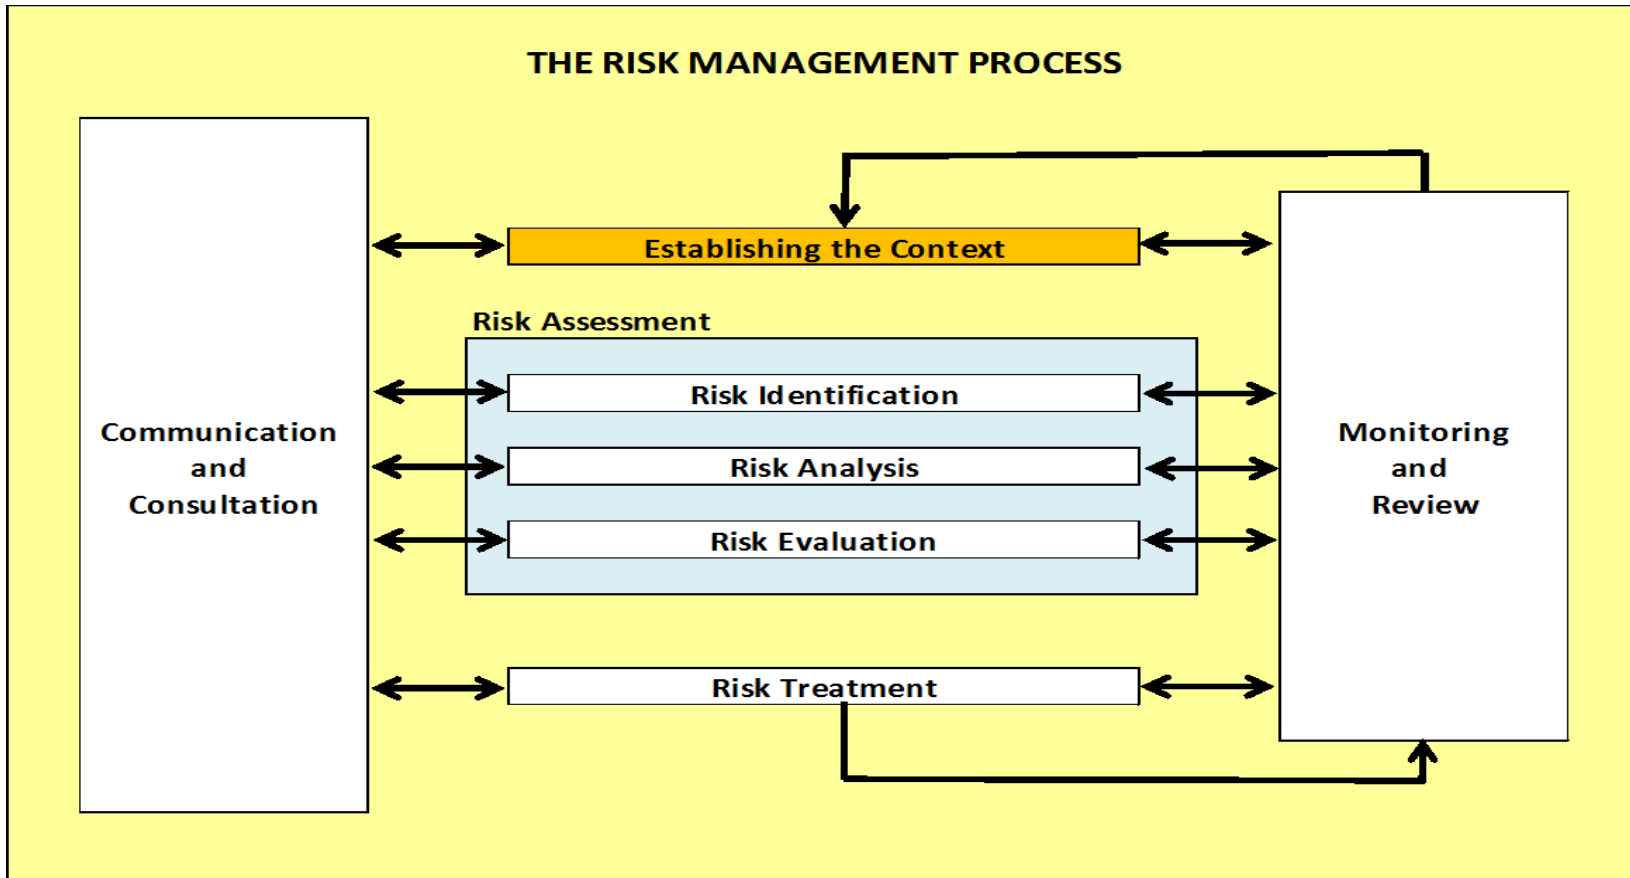 THE RISK MANAGEMENT PROCESS
Communication
and
Consultation
Establishing the Context
Risk Assessment
Risk Identification
Risk Analysis
Risk Evaluation
Risk Treatment
Monitoring
and
Review